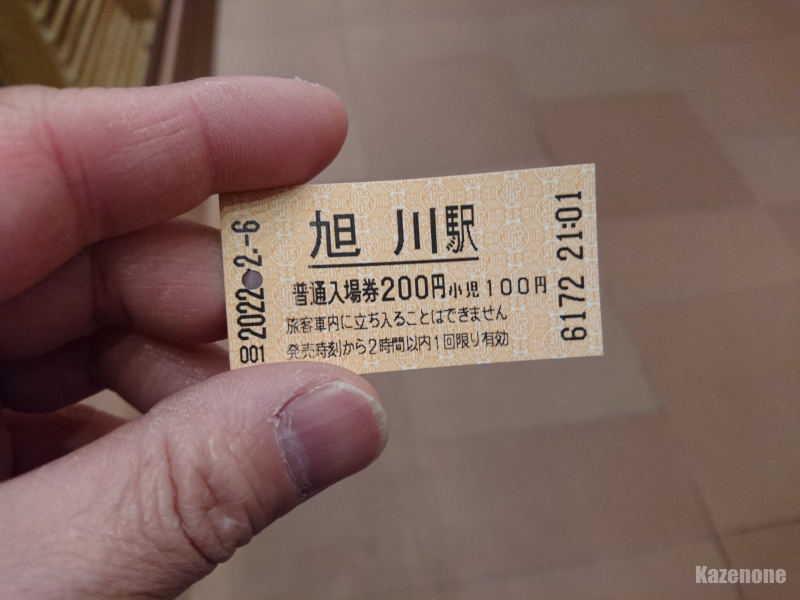 旭川駅
普通入場券200円小児100円
旅客車内に立ち入ることはできません
発売時刻から2時間以内1回限り有効
001 2022.-2.-6
6172 21:01
Kazenone